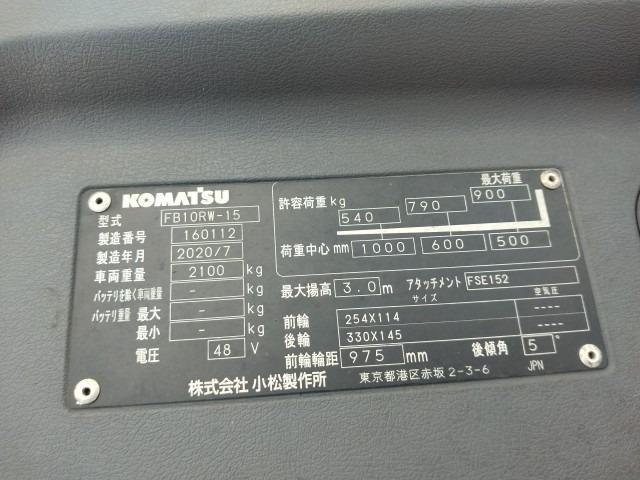 KOMATSU
型式 FB10RW-15
製造番号 160112
製造年月 2020/7
車両重量 2100 kg
バッテリを除く車両重量 - kg
バッテリ重量 最大 - kg
最小 - kg
電圧 48 V
株式会社 小松製作所
最大荷重
許容荷重 kg 540 790 900
荷重中心 mm 1000 600 500
最大揚高 3.0 m アタッチメント FSE152
サイズ 空気圧
前輪 254X114 ----
後輪 330X145 ----
前輪輪距 975 mm 後傾角 5 °
東京都港区赤坂 2-3-6 JPN